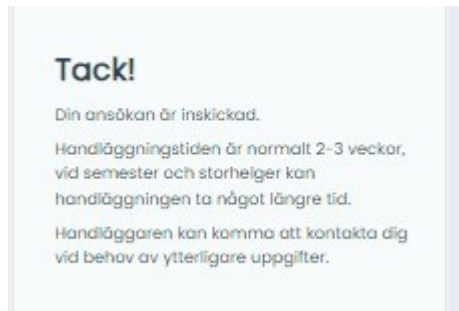 Tack!
Din ansökan är inskickad.
Handläggningstiden är normalt 2-3 veckor,
vid semester och storhelger kan
handläggningen ta något längre tid.
Handläggaren kan komma att kontakta dig
vid behov av ytterligare uppgifter.